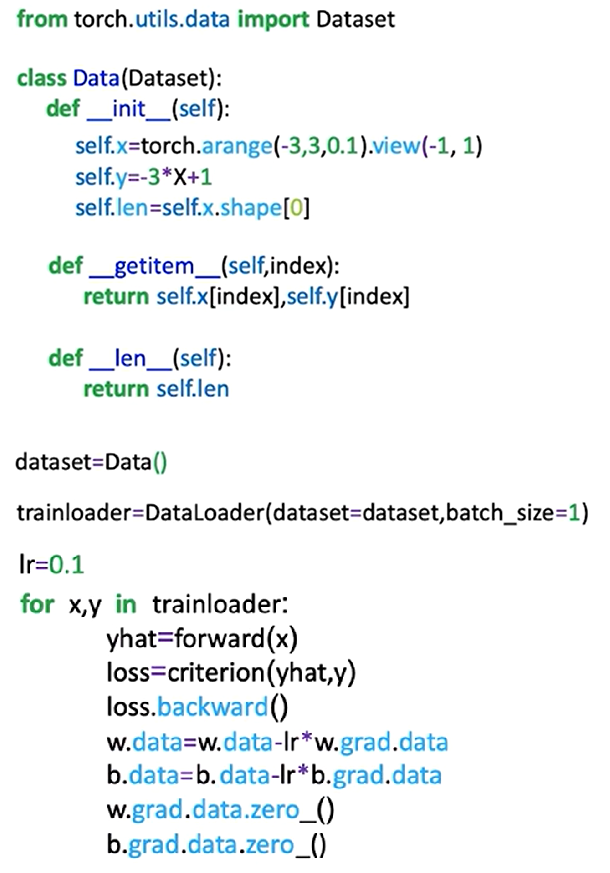 from torch.utils.data import Dataset
class Data(Dataset):
def __init__(self):
self.x=torch.arange(-3,3,0.1).view(-1, 1)
self.y=-3*X+1
self.len=self.x.shape[0]
def __getitem__(self,index):
return self.x[index],self.y[index]
def __len__(self):
return self.len
dataset=Data()
trainloader=DataLoader(dataset=dataset,batch_size=1)
lr=0.1
for x,y in trainloader:
yhat=forward(x)
loss=criterion(yhat,y)
loss.backward()
w.data=w.data-lr*w.grad.data
b.data=b.data-lr*b.grad.data
w.grad.data.zero_()
b.grad.data.zero_()